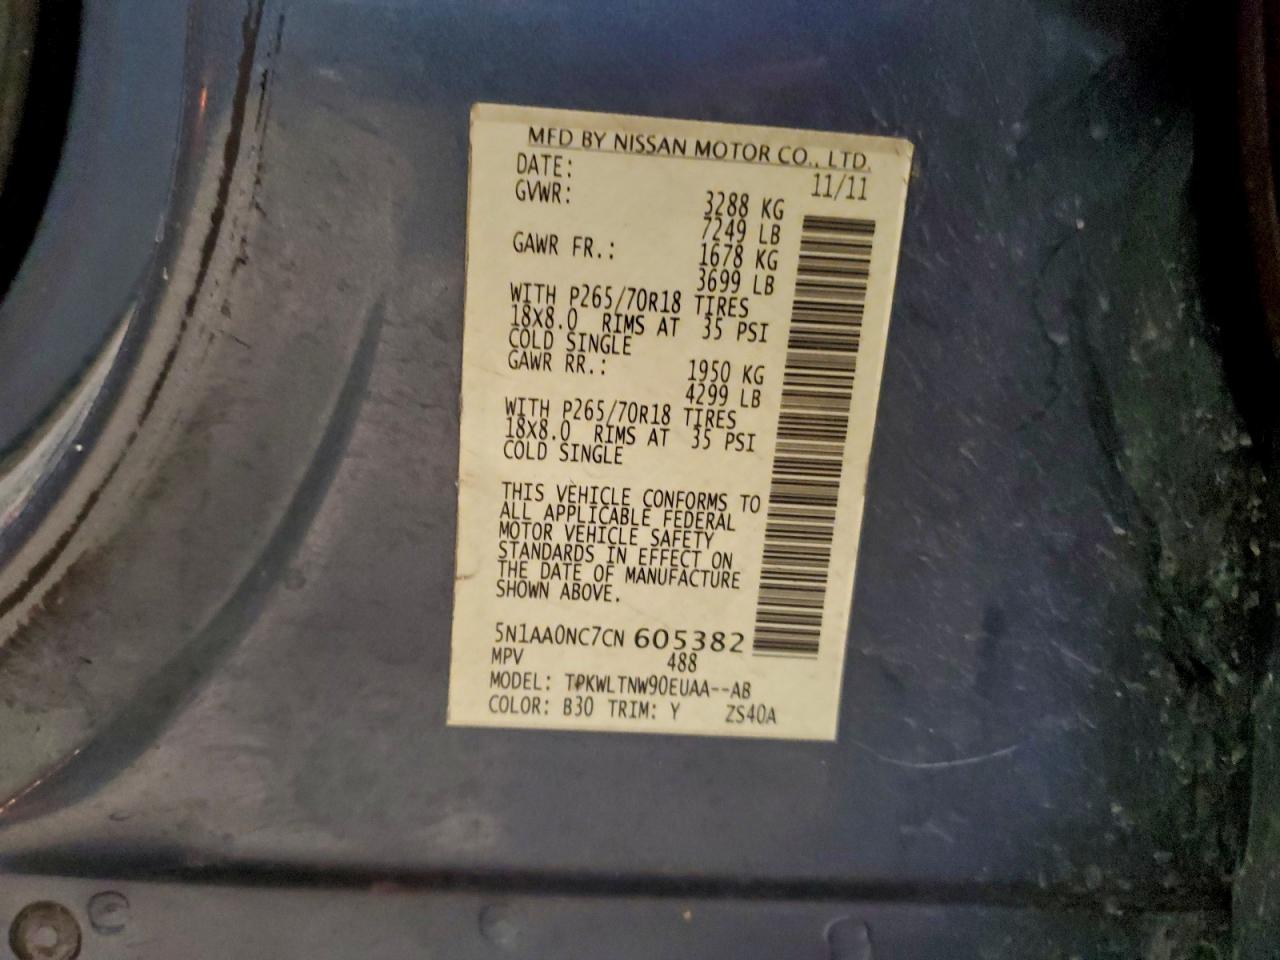 MFD BY NISSAN MOTOR CO., LTD.
DATE: 11/11
GVWR: 3288 KG
7249 LB
GAWR FR.: 1678 KG
3699 LB
WITH P265/70R18 TIRES
18X8.0 RIMS AT 35 PSI
COLD SINGLE
GAWR RR.: 1950 KG
4299 LB
WITH P265/70R18 TIRES
18X8.0 RIMS AT 35 PSI
COLD SINGLE
THIS VEHICLE CONFORMS TO
ALL APPLICABLE FEDERAL
MOTOR VEHICLE SAFETY
STANDARDS IN EFFECT ON
THE DATE OF MANUFACTURE
SHOWN ABOVE.
5N1AA0NC7CN 605382
MPV 488
MODEL: TPKWLTNW90EUAA--AB
COLOR: B30 TRIM: Y ZS40A